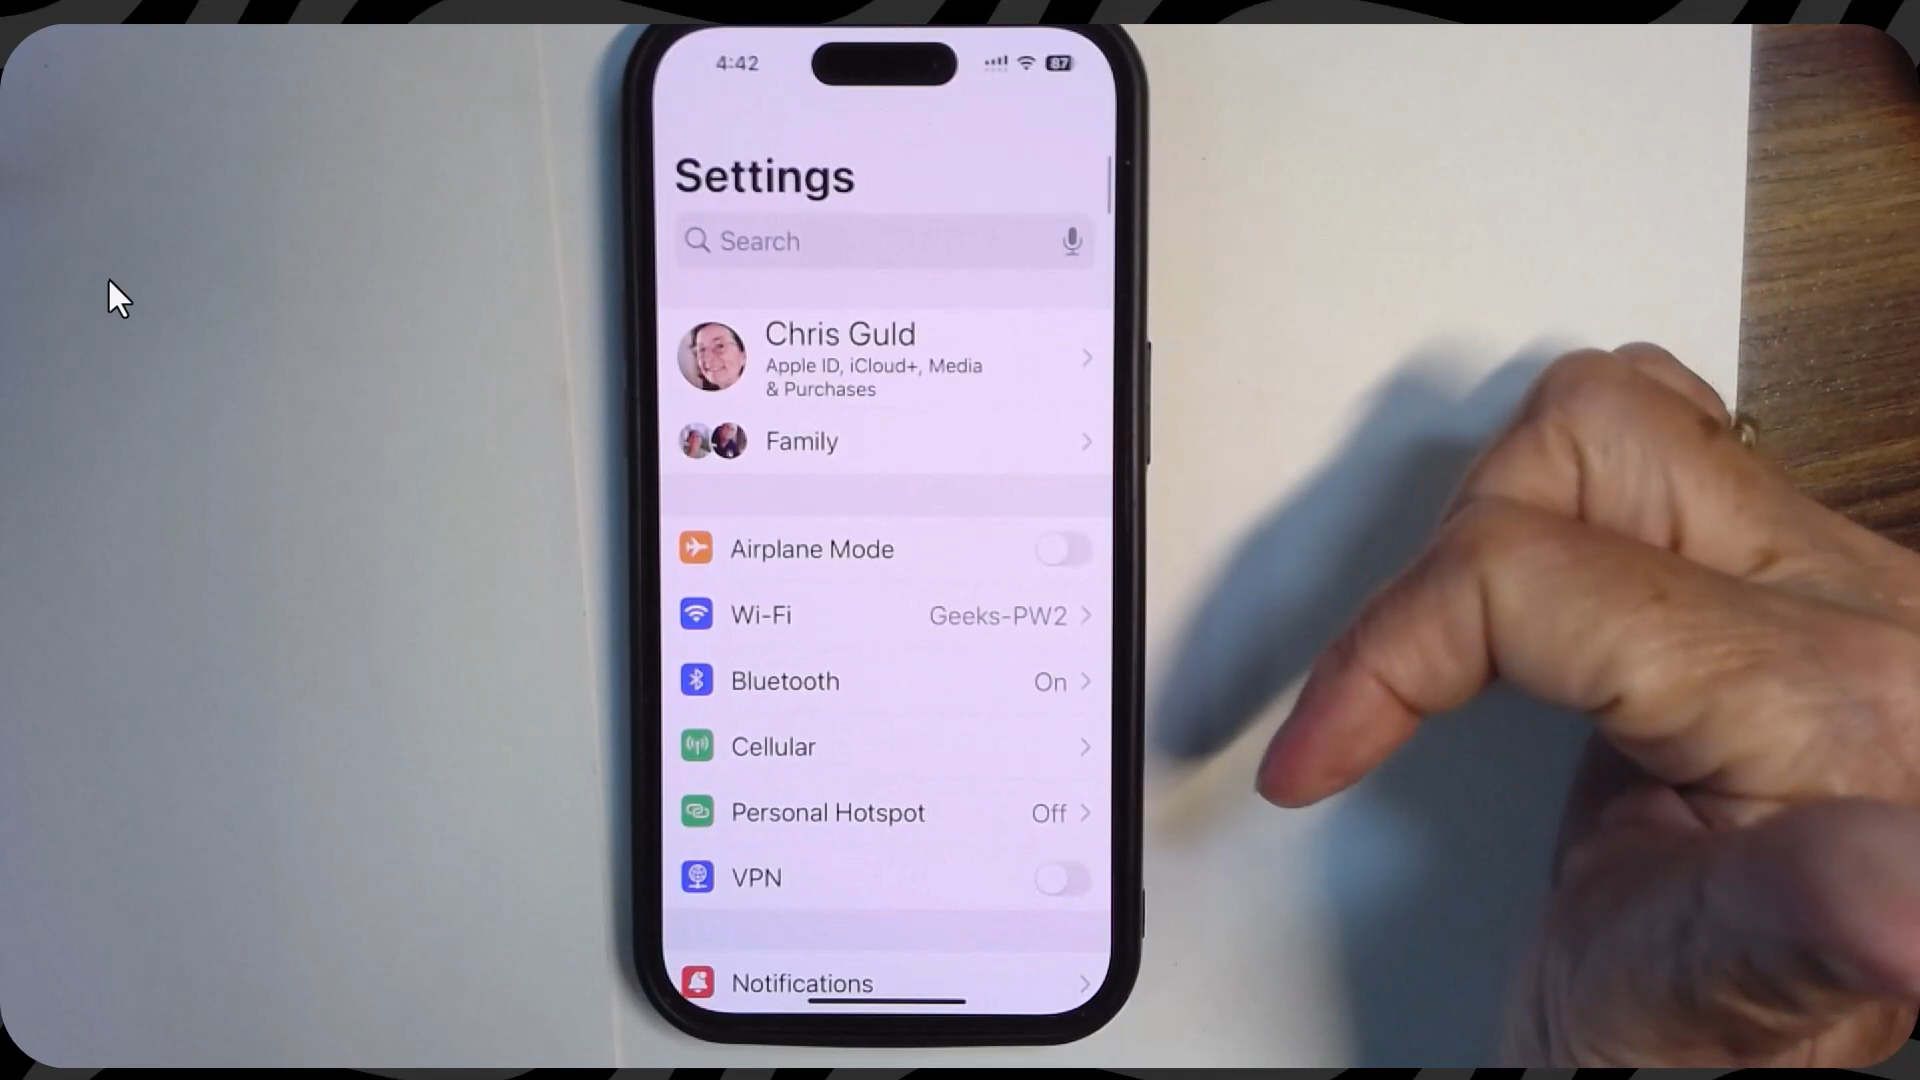 4:42
87
Settings
Search
Chris Guld
Apple ID, iCloud+, Media
& Purchases
Family
Airplane Mode
Wi-Fi Geeks-PW2
Bluetooth On
Cellular
Personal Hotspot Off
VPN
Notifications